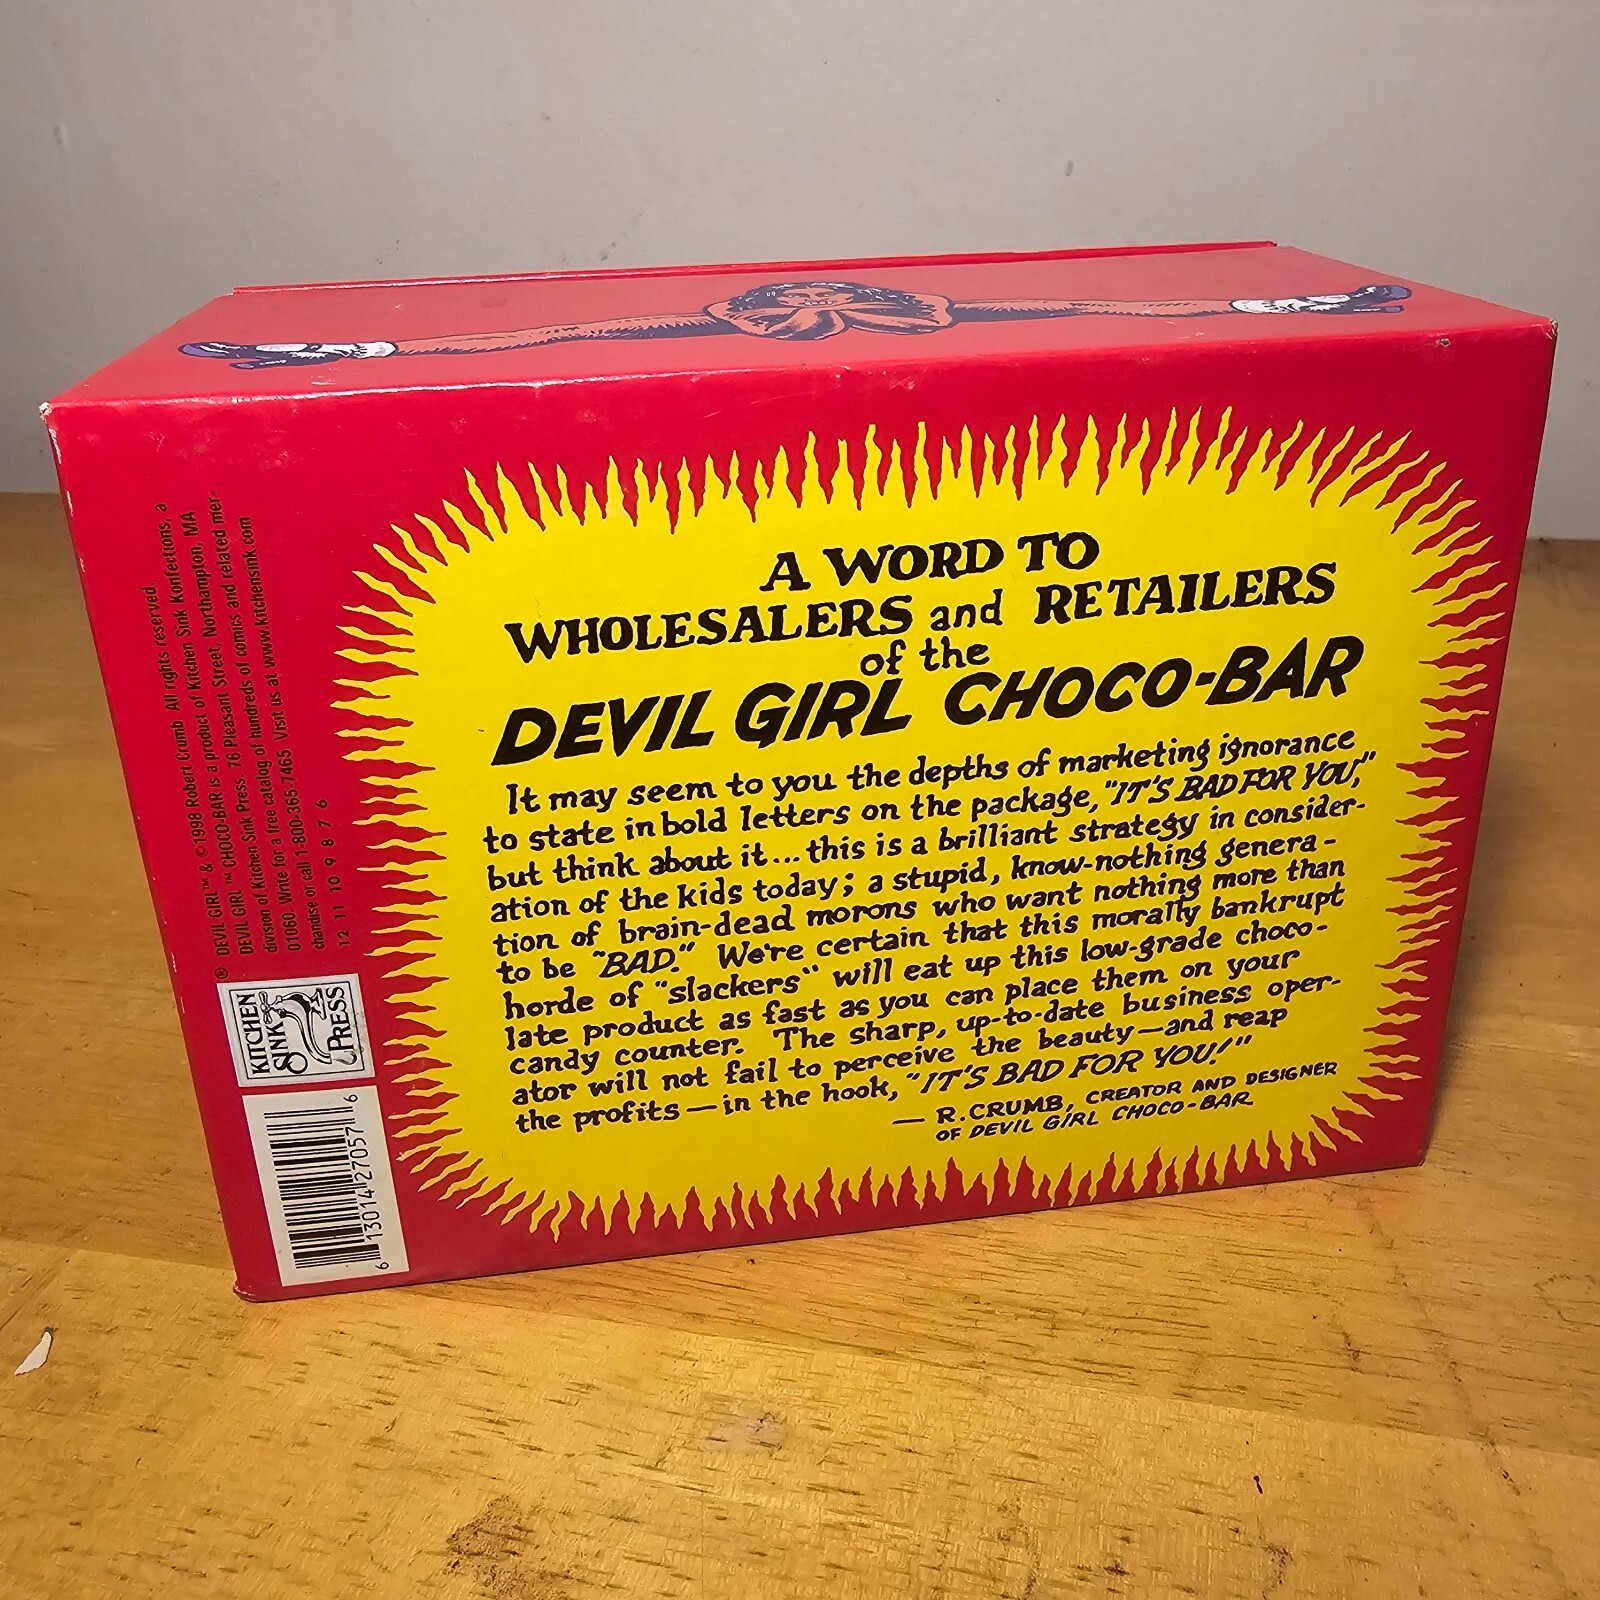 A WORD TO
WHOLESALERS and RETAILERS
of the
DEVIL GIRL CHOCO-BAR
It may seem to you the depths of marketing ignorance
to state in bold letters on the package, "IT'S BAD FOR YOU,"
but think about it... this is a brilliant strategy in consider-
ation of the kids today; a stupid, know-nothing genera-
tion of brain-dead morons who want nothing more than
to be "BAD." We're certain that this morally bankrupt
horde of "slackers" will eat up this low-grade choco-
late product as fast as you can place them on your
candy counter. The sharp, up-to-date business oper-
ator will not fail to perceive the beauty—and reap
the profits—in the hook, "IT'S BAD FOR YOU!"
— R. CRUMB, CREATOR AND DESIGNER
OF DEVIL GIRL CHOCO-BAR
DEVIL GIRL™ & ©1998 Robert Crumb. All rights reserved.
DEVIL GIRL ™ CHOCO-BAR is a product of Kitchen Sink Konfections, a
division of Kitchen Sink Press. 76 Pleasant Street, Northampton, MA
01060. Write for a free catalog of hundreds of comics and related mer-
chandise or call 1-800-365-7465. Visit us at www.kitchensink.com
12 11 10 9 8 7 6
KITCHEN
SINK
PRESS
®
6 13014 27057 6